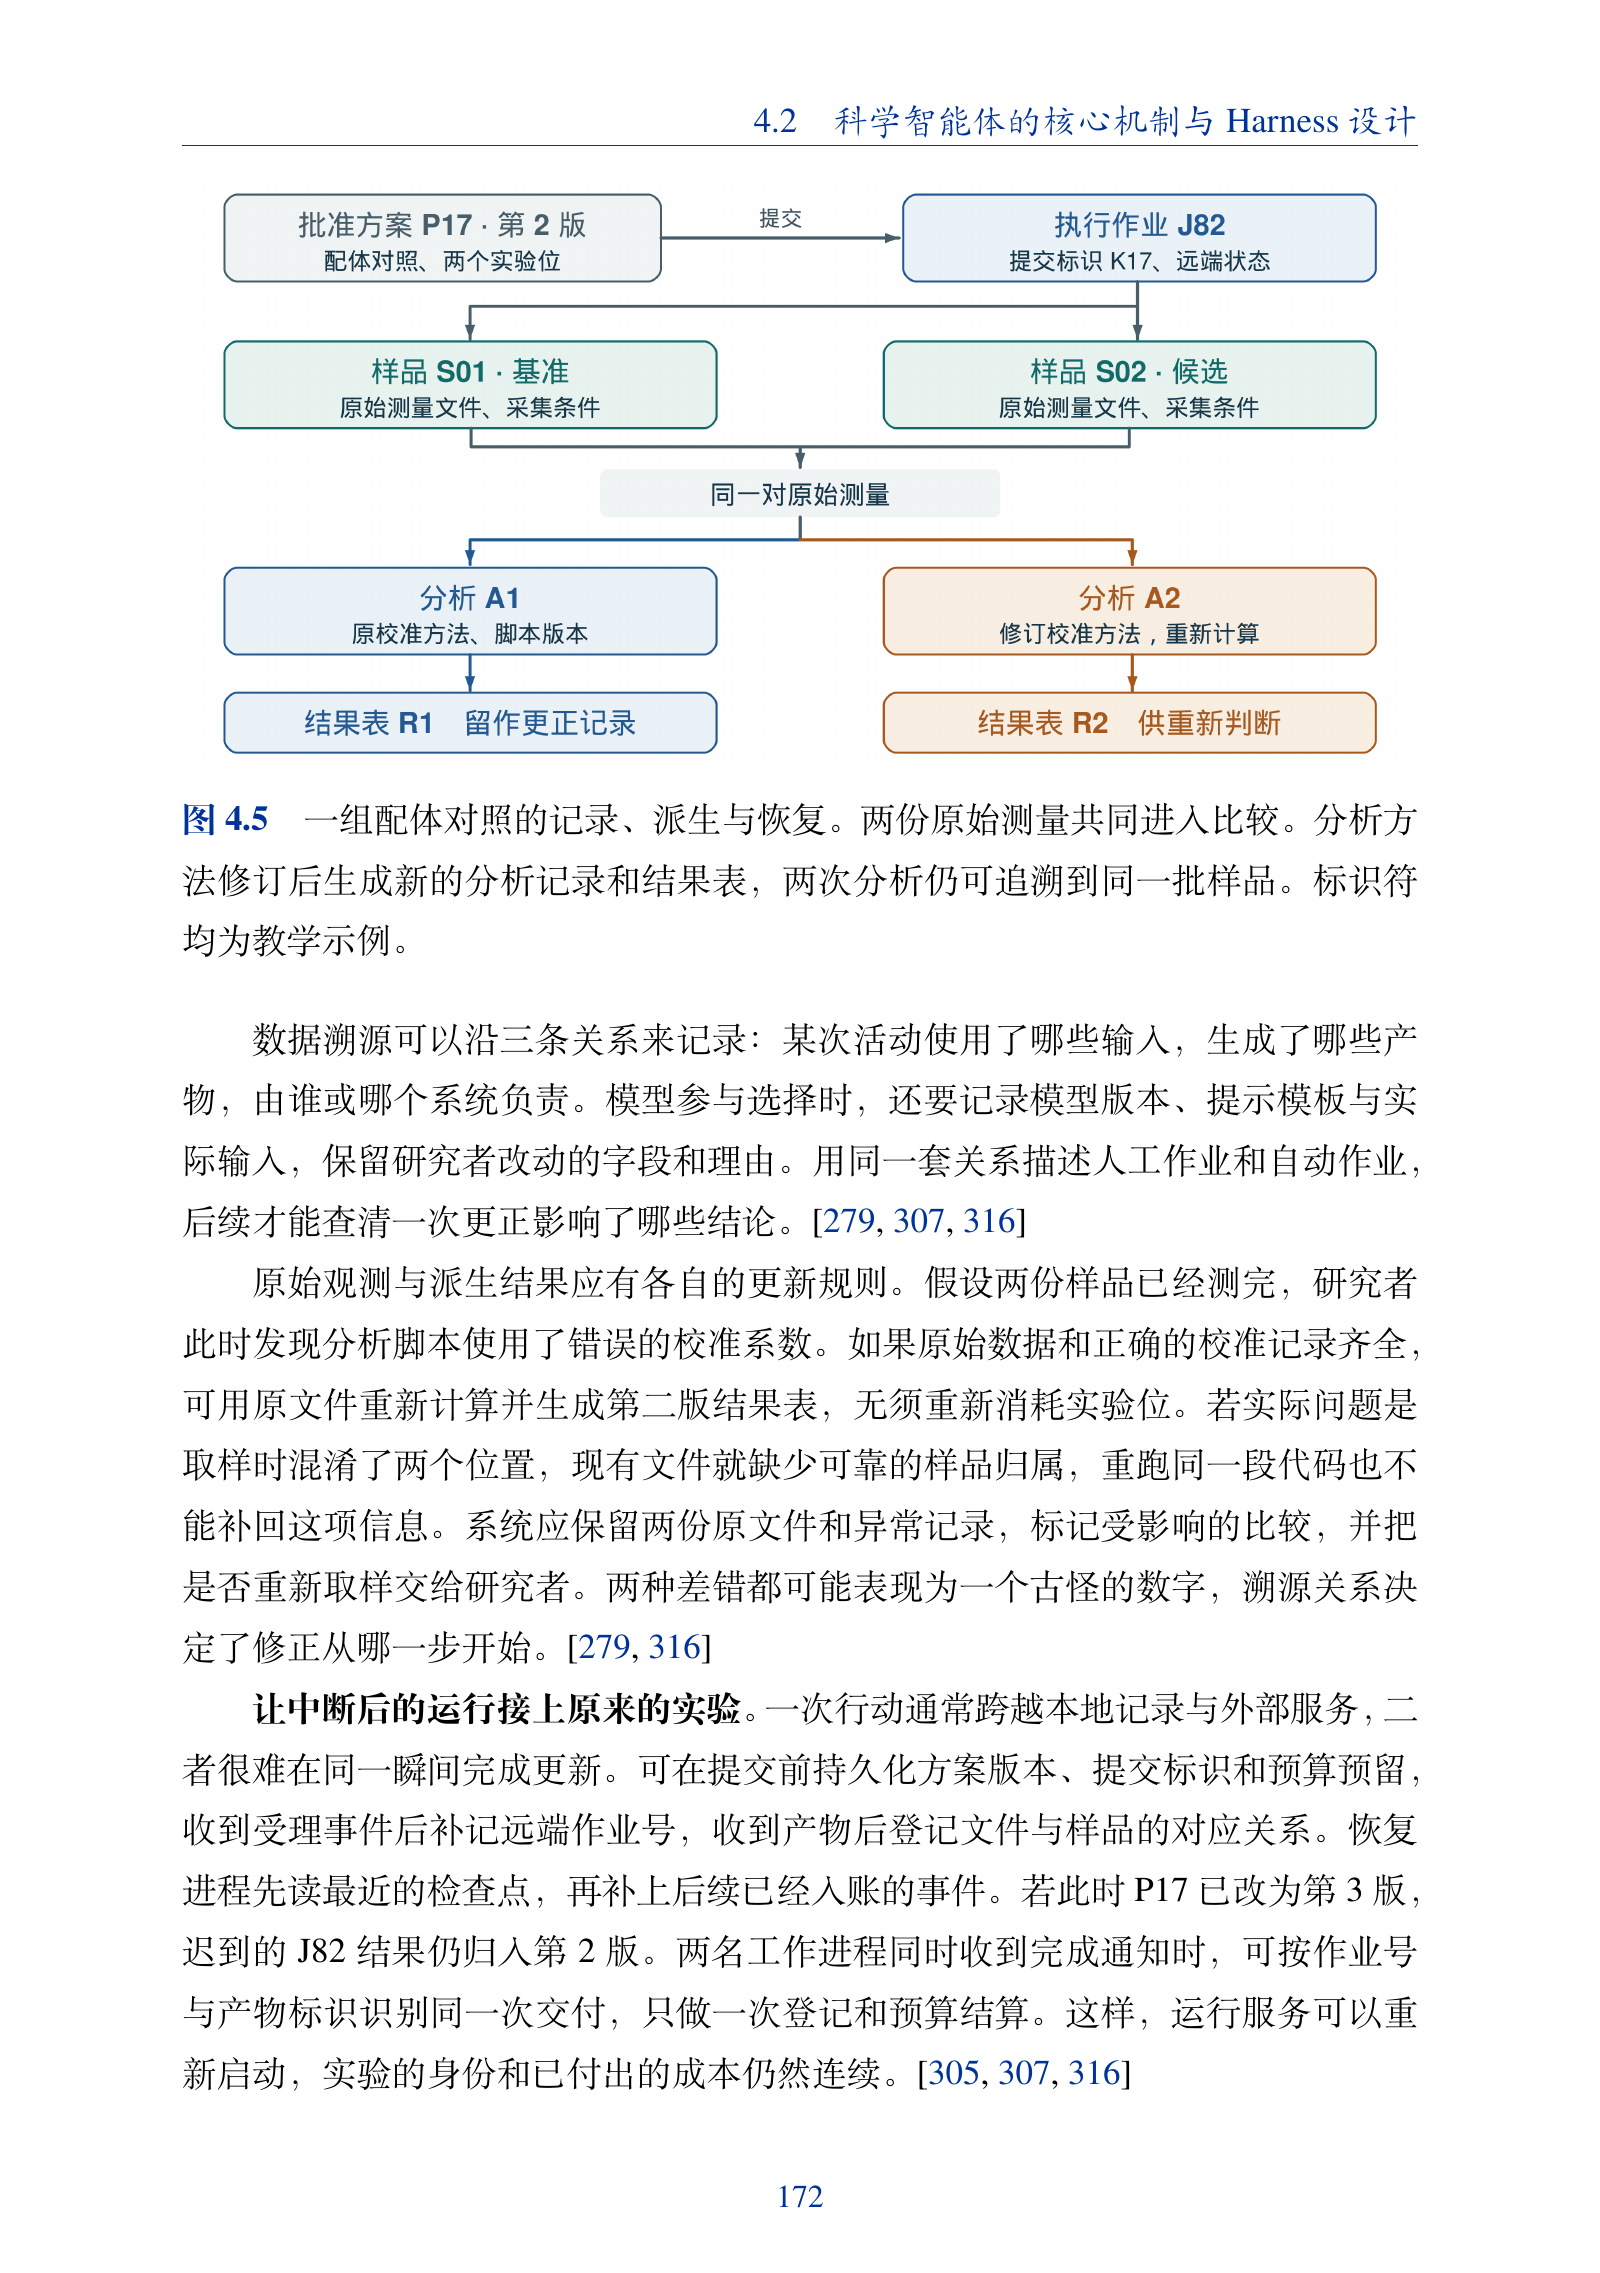 4.2 科学智能体的核心机制与 Harness 设计
批准方案 P17 · 第 2 版
配体对照、两个实验位
提交
执行作业 J82
提交标识 K17、远端状态
样品 S01 · 基准
原始测量文件、采集条件
样品 S02 · 候选
原始测量文件、采集条件
同一对原始测量
分析 A1
原校准方法、脚本版本
分析 A2
修订校准方法，重新计算
结果表 R1 留作更正记录
结果表 R2 供重新判断
图 4.5 一组配体对照的记录、派生与恢复。两份原始测量共同进入比较。分析方
法修订后生成新的分析记录和结果表，两次分析仍可追溯到同一批样品。标识符
均为教学示例。
数据溯源可以沿三条关系来记录：某次活动使用了哪些输入，生成了哪些产
物，由谁或哪个系统负责。模型参与选择时，还要记录模型版本、提示模板与实
际输入，保留研究者改动的字段和理由。用同一套关系描述人工作业和自动作业，
后续才能查清一次更正影响了哪些结论。[279, 307, 316]
原始观测与派生结果应有各自的更新规则。假设两份样品已经测完，研究者
此时发现分析脚本使用了错误的校准系数。如果原始数据和正确的校准记录齐全，
可用原文件重新计算并生成第二版结果表，无须重新消耗实验位。若实际问题是
取样时混淆了两个位置，现有文件就缺少可靠的样品归属，重跑同一段代码也不
能补回这项信息。系统应保留两份原文件和异常记录，标记受影响的比较，并把
是否重新取样交给研究者。两种差错都可能表现为一个古怪的数字，溯源关系决
定了修正从哪一步开始。[279, 316]
让中断后的运行接上原来的实验。一次行动通常跨越本地记录与外部服务，二
者很难在同一瞬间完成更新。可在提交前持久化方案版本、提交标识和预算预留，
收到受理事件后补记远端作业号，收到产物后登记文件与样品的对应关系。恢复
进程先读最近的检查点，再补上后续已经入账的事件。若此时 P17 已改为第 3 版，
迟到的 J82 结果仍归入第 2 版。两名工作进程同时收到完成通知时，可按作业号
与产物标识识别同一次交付，只做一次登记和预算结算。这样，运行服务可以重
新启动，实验的身份和已付出的成本仍然连续。[305, 307, 316]
172